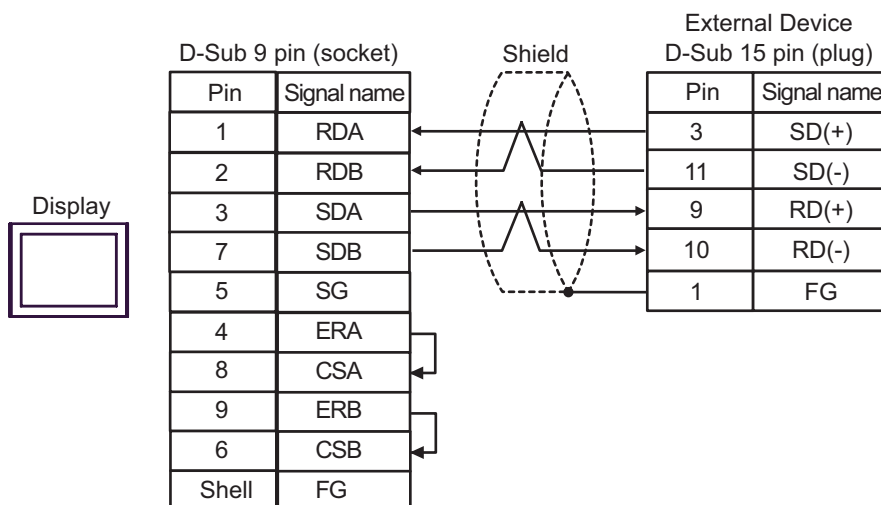 External Device
D-Sub 9 pin (socket) Shield D-Sub 15 pin (plug)
Pin Signal name Pin Signal name
1 RDA 3 SD(+)
2 RDB 11 SD(-)
Display 3 SDA 9 RD(+)
7 SDB 10 RD(-)
5 SG 1 FG
4 ERA
8 CSA
9 ERB
6 CSB
Shell FG